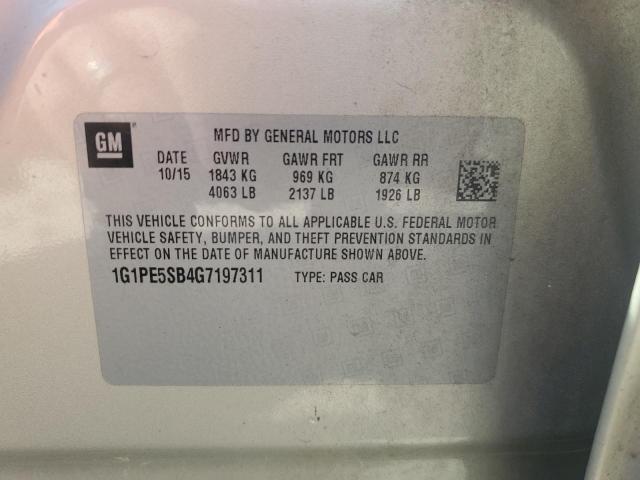 GM
MFD BY GENERAL MOTORS LLC
DATE GVWR GAWR FRT GAWR RR
10/15 1843 KG 969 KG 874 KG
4063 LB 2137 LB 1926 LB
THIS VEHICLE CONFORMS TO ALL APPLICABLE U.S. FEDERAL MOTOR
VEHICLE SAFETY, BUMPER, AND THEFT PREVENTION STANDARDS IN
EFFECT ON THE DATE OF MANUFACTURE SHOWN ABOVE.
1G1PE5SB4G7197311 TYPE: PASS CAR